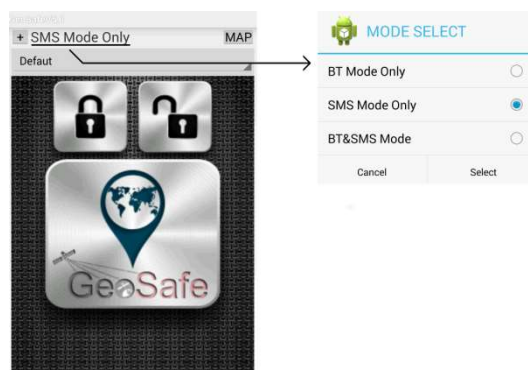 + SMS Mode Only MAP
Defaut
GeoSafe
MODE SELECT
BT Mode Only
SMS Mode Only
BT&SMS Mode
Cancel Select